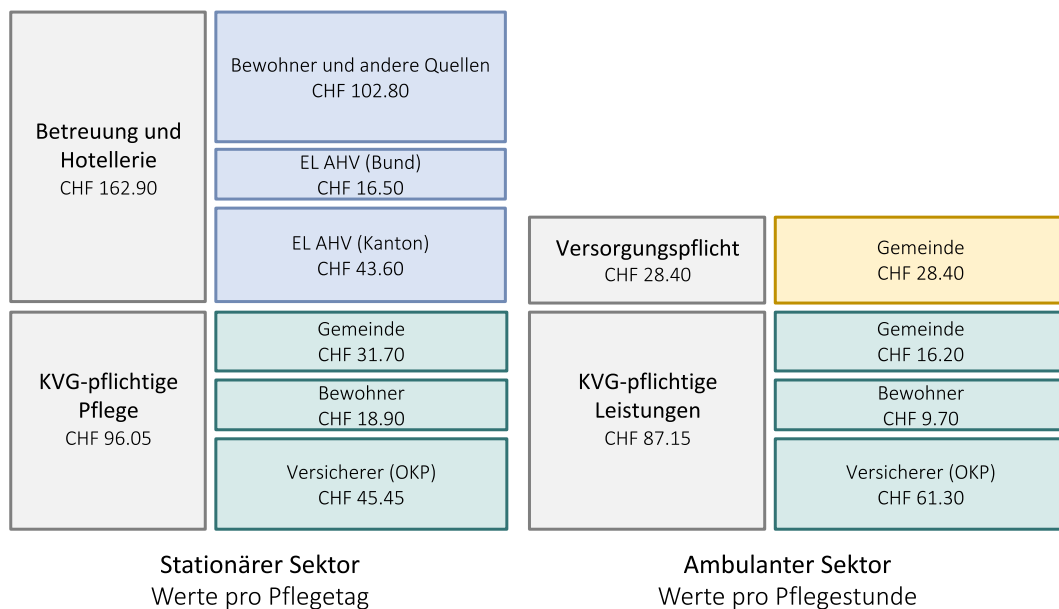 Betreuung und
Hotellerie
CHF 162.90
Bewohner und andere Quellen
CHF 102.80
EL AHV (Bund)
CHF 16.50
EL AHV (Kanton)
CHF 43.60
KVG-pflichtige
Pflege
CHF 96.05
Gemeinde
CHF 31.70
Bewohner
CHF 18.90
Versicherer (OKP)
CHF 45.45
Stationärer Sektor
Werte pro Pflegetag
Versorgungspflicht
CHF 28.40
Gemeinde
CHF 28.40
KVG-pflichtige
Leistungen
CHF 87.15
Gemeinde
CHF 16.20
Bewohner
CHF 9.70
Versicherer (OKP)
CHF 61.30
Ambulanter Sektor
Werte pro Pflegestunde